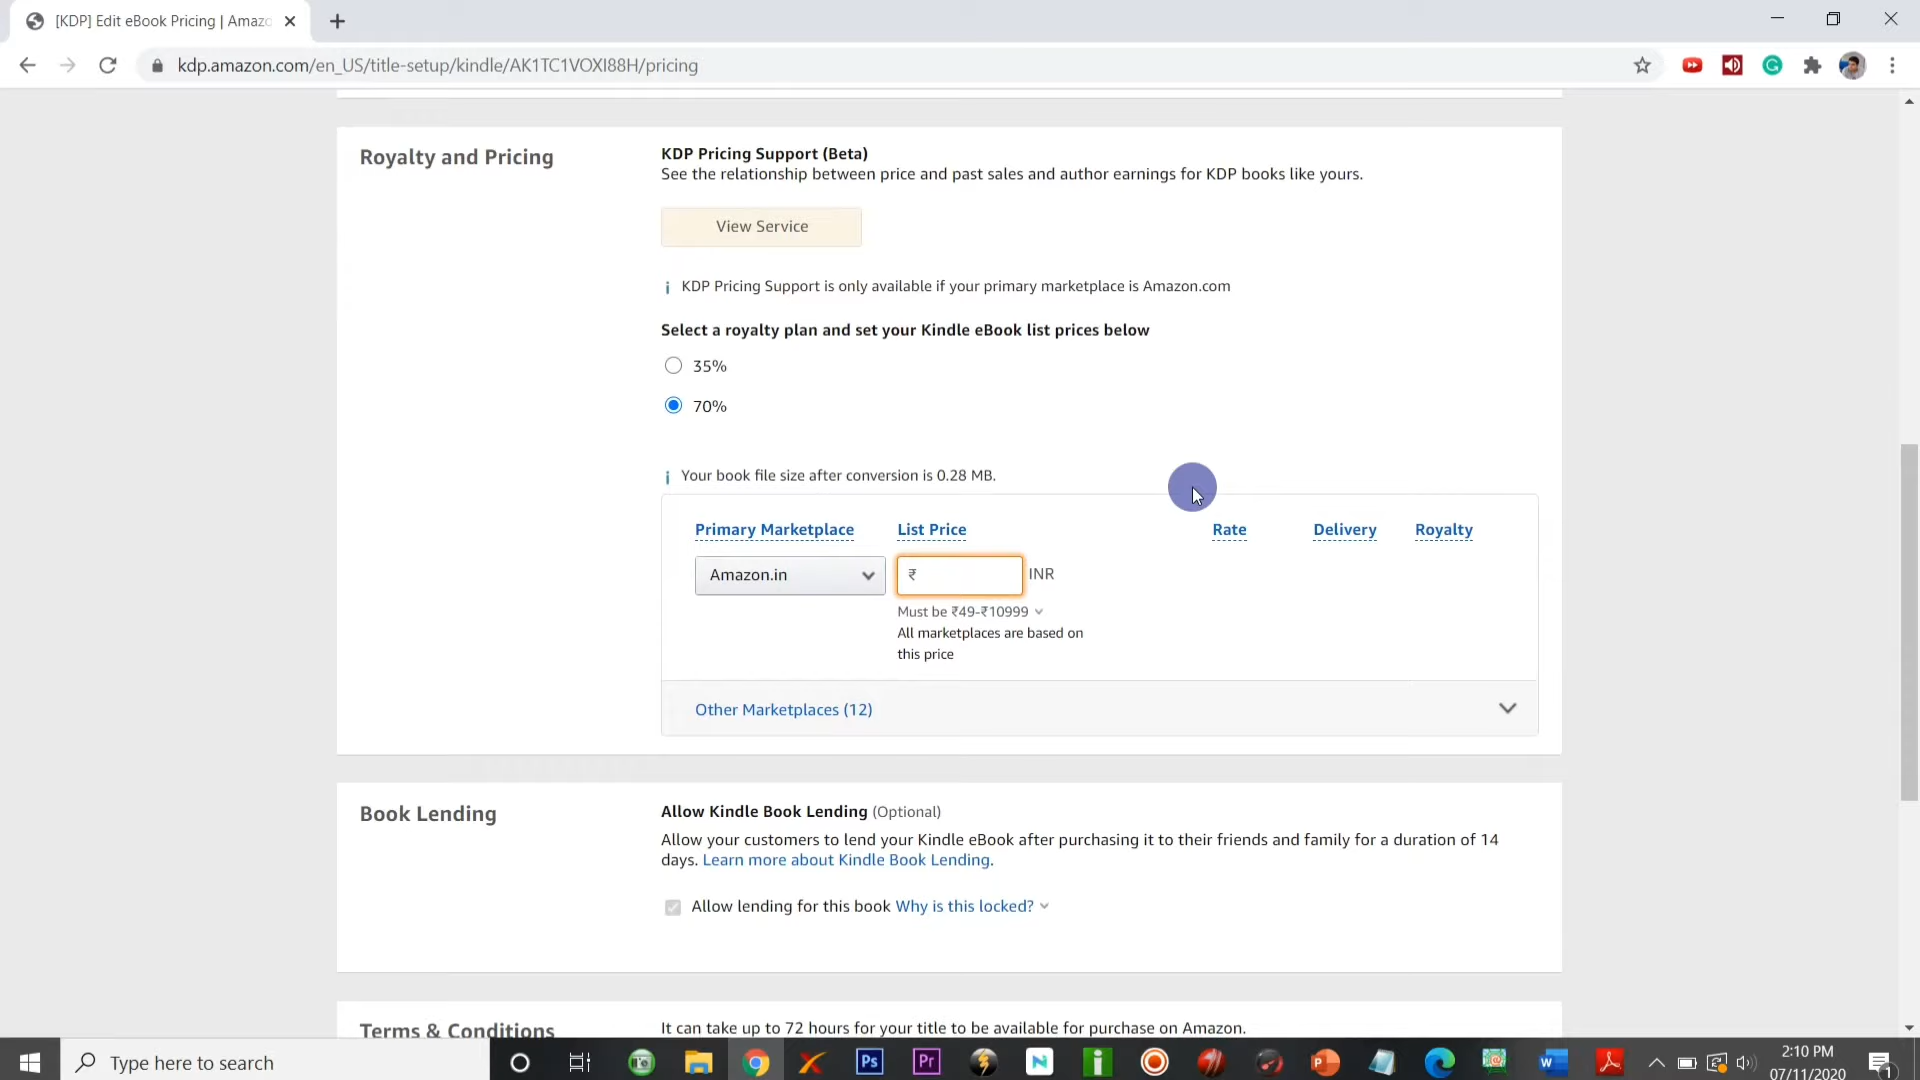 [KDP] Edit eBook Pricing | Amazo
kdp.amazon.com/en_US/title-setup/kindle/AK1TC1VOXI88H/pricing
Royalty and Pricing
KDP Pricing Support (Beta)
See the relationship between price and past sales and author earnings for KDP books like yours.
View Service
i KDP Pricing Support is only available if your primary marketplace is Amazon.com
Select a royalty plan and set your Kindle eBook list prices below
35%
70%
i Your book file size after conversion is 0.28 MB.
Primary Marketplace List Price Rate Delivery Royalty
Amazon.in ₹ INR
Must be ₹49-₹10999
All marketplaces are based on
this price
Other Marketplaces (12)
Book Lending
Allow Kindle Book Lending (Optional)
Allow your customers to lend your Kindle eBook after purchasing it to their friends and family for a duration of 14
days. Learn more about Kindle Book Lending.
Allow lending for this book Why is this locked?
Terms & Conditions
It can take up to 72 hours for your title to be available for purchase on Amazon.
Type here to search
Ps
Pr
2:10 PM
07/11/2020
1